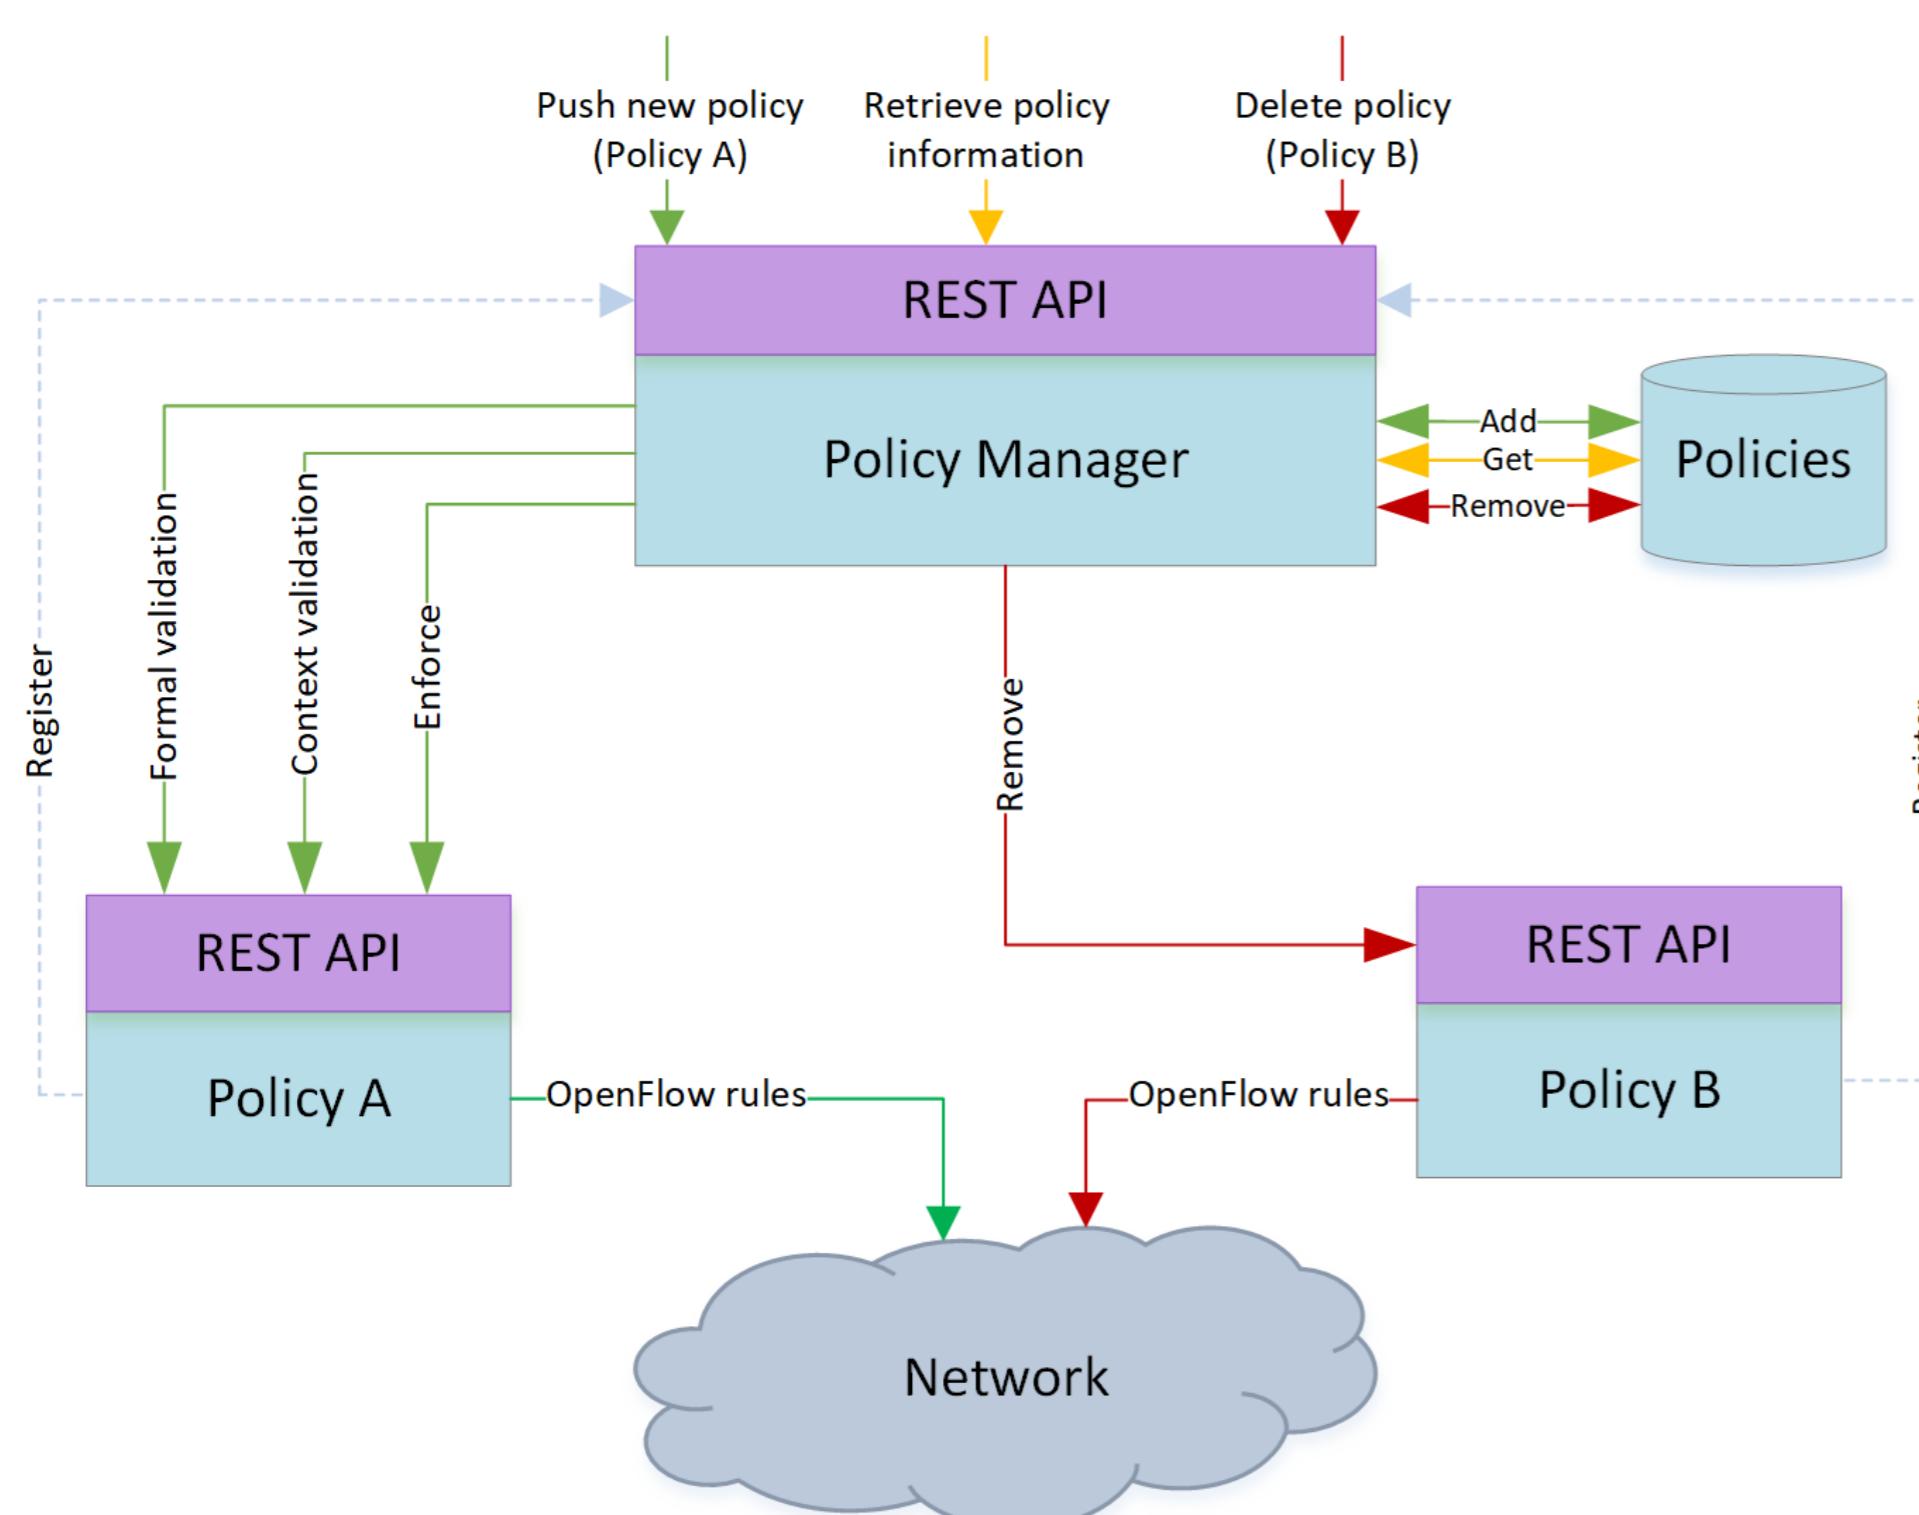 Push new policy
(Policy A)
Retrieve policy
information
Delete policy
(Policy B)
REST API
Policy Manager
Add
Get
Remove
Policies
Register
Formal validation
Context validation
Enforce
Remove
REST API
Policy A
REST API
Policy B
OpenFlow rules
OpenFlow rules
Network